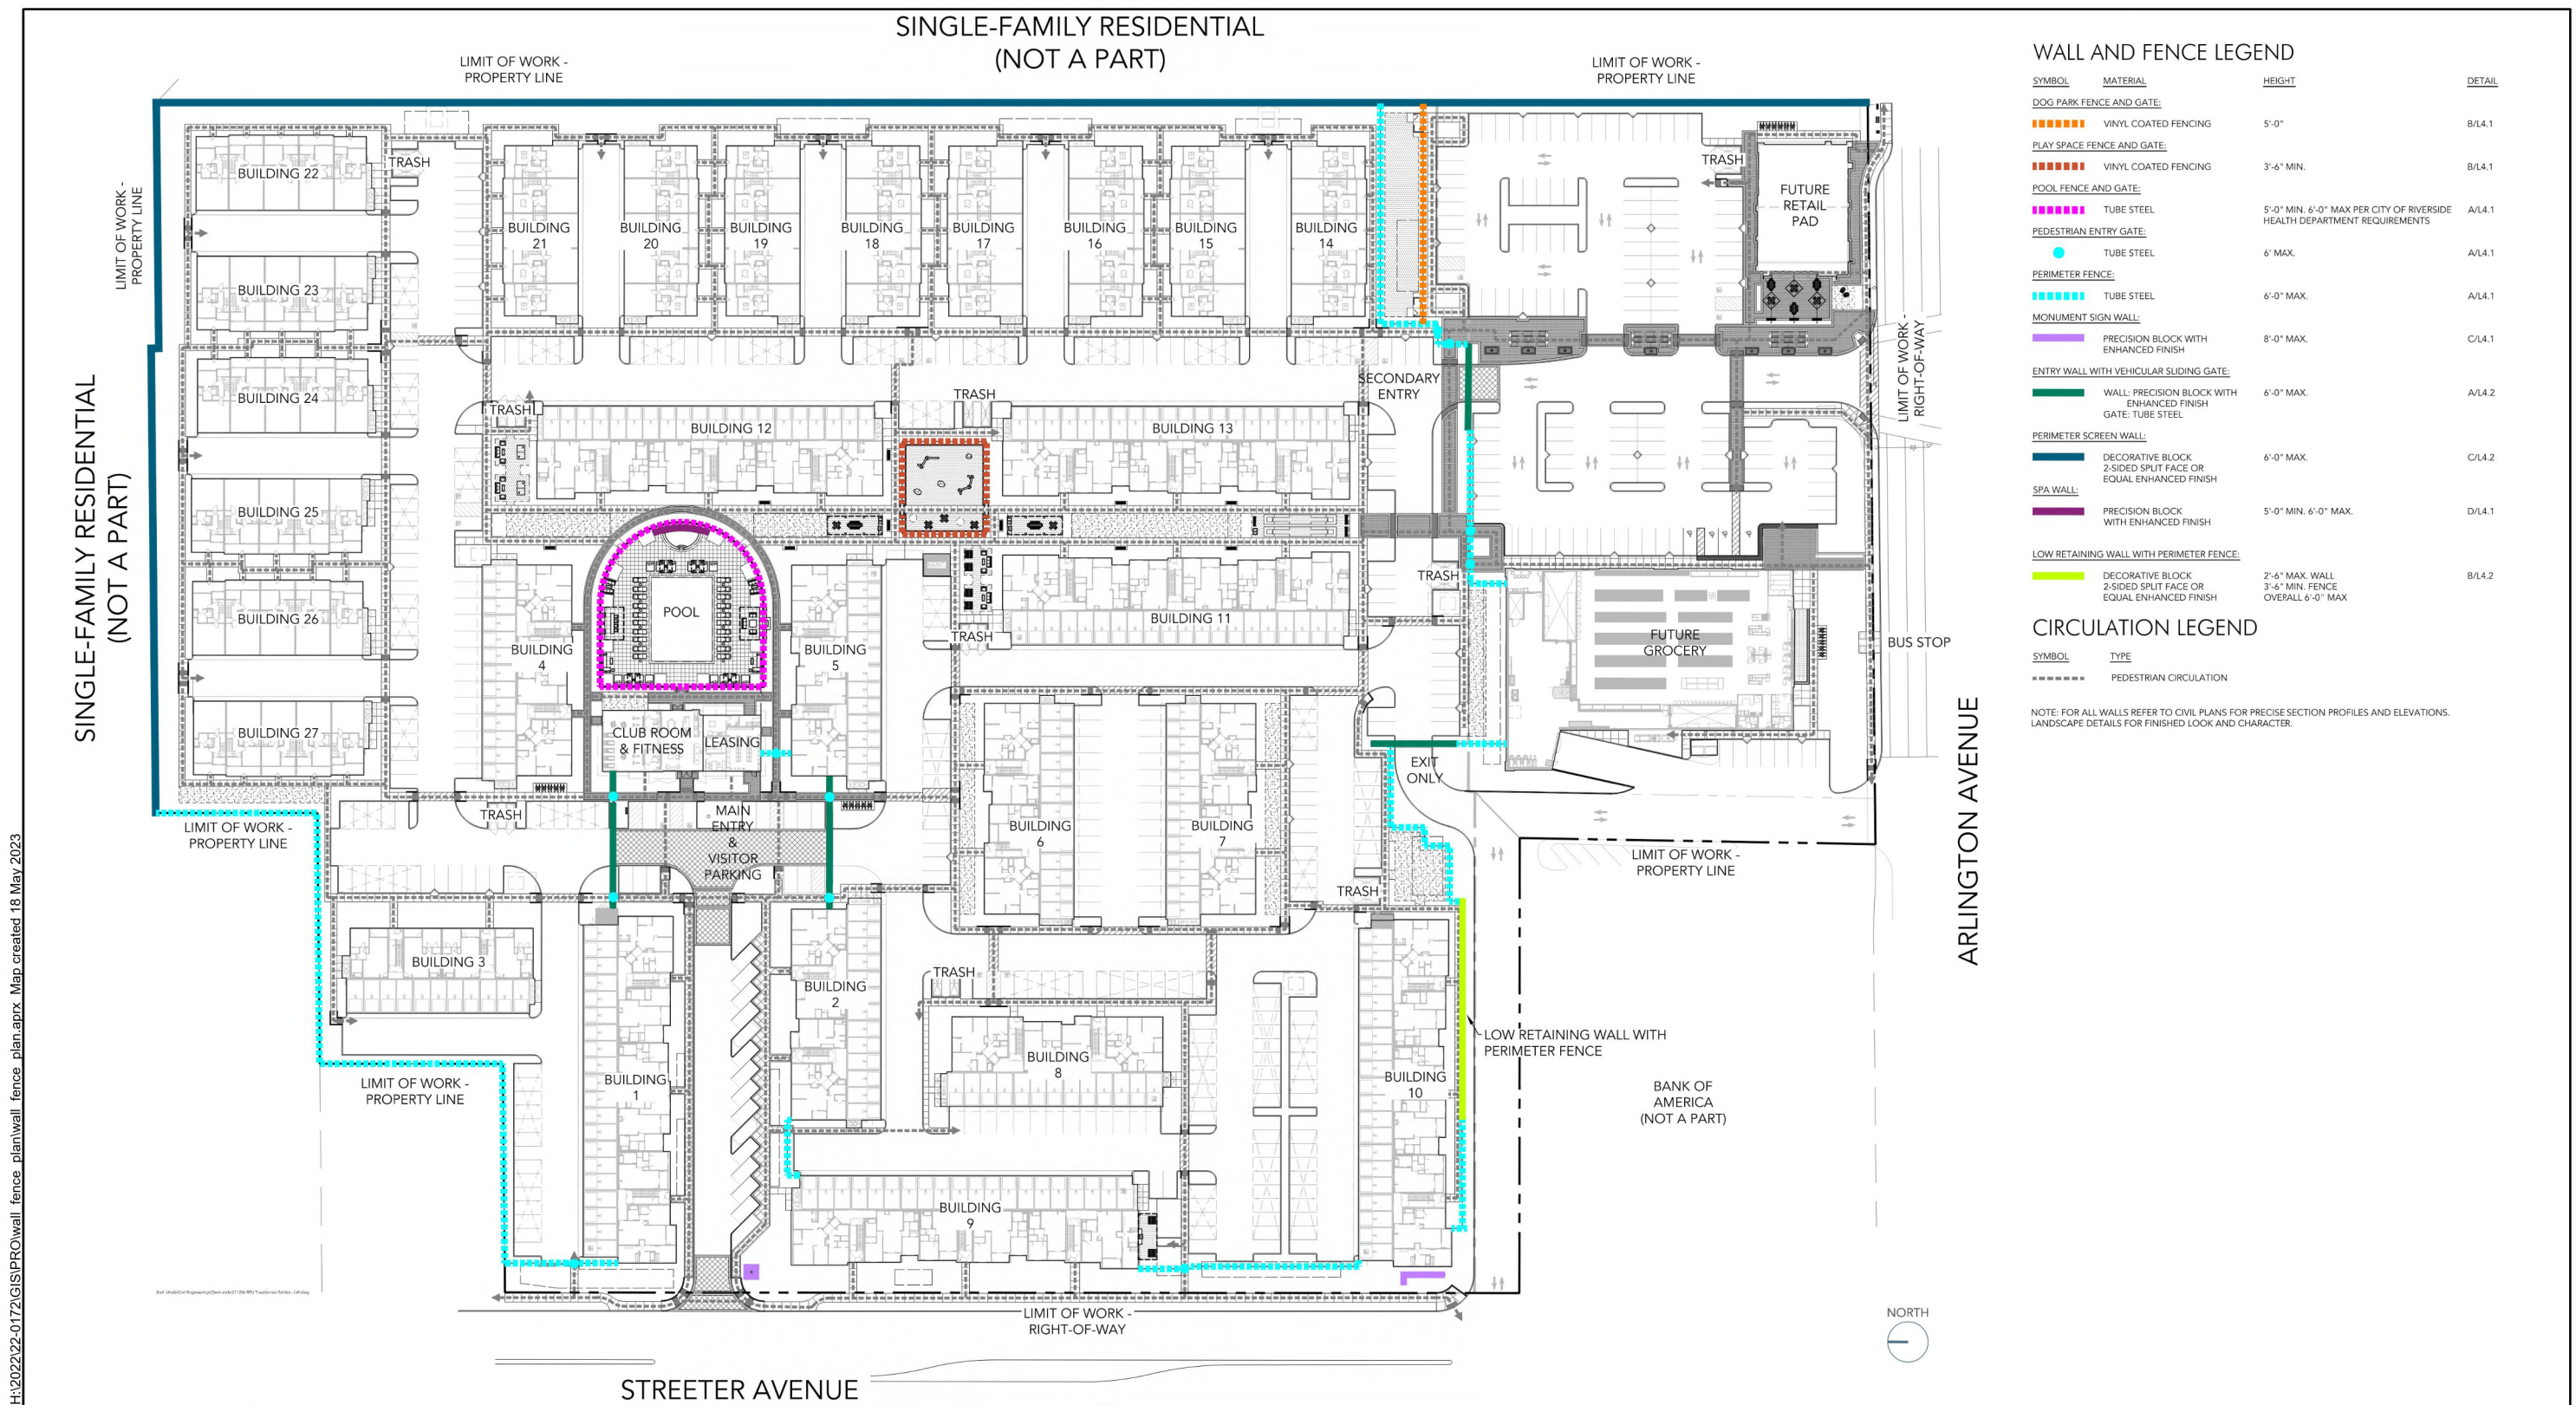 SINGLE-FAMILY RESIDENTIAL
(NOT A PART)
LIMIT OF WORK -
PROPERTY LINE
LIMIT OF WORK -
PROPERTY LINE
LIMIT OF WORK -
PROPERTY LINE
SINGLE-FAMILY RESIDENTIAL
(NOT A PART)
BUILDING 22
TRASH
BUILDING
21
BUILDING
20
BUILDING
19
BUILDING
18
BUILDING
17
BUILDING
16
BUILDING
15
BUILDING
14
TRASH
FUTURE
RETAIL
PAD
BUILDING 23
BUILDING 24
LIMIT OF WORK -
RIGHT-OF-WAY
SECONDARY
ENTRY
TRASH
TRASH
BUILDING 12
BUILDING 13
BUILDING 25
BUILDING 26
BUILDING
4
POOL
BUILDING
5
TRASH
BUILDING 11
TRASH
FUTURE
GROCERY
BUS STOP
BUILDING 27
CLUB ROOM
& FITNESS
LEASING
EXIT
ONLY
TRASH
MAIN
ENTRY
&
VISITOR
PARKING
BUILDING
6
BUILDING
7
LIMIT OF WORK -
PROPERTY LINE
LIMIT OF WORK -
PROPERTY LINE
TRASH
ARLINGTON AVENUE
BUILDING 3
BUILDING
2
TRASH
BUILDING
8
LOW RETAINING WALL WITH
PERIMETER FENCE
LIMIT OF WORK -
PROPERTY LINE
BUILDING
1
BUILDING
10
BANK OF
AMERICA
(NOT A PART)
BUILDING
9
LIMIT OF WORK -
RIGHT-OF-WAY
STREETER AVENUE
NORTH
WALL AND FENCE LEGEND
SYMBOL MATERIAL HEIGHT DETAIL
DOG PARK FENCE AND GATE:
VINYL COATED FENCING 5'-0" B/L4.1
PLAY SPACE FENCE AND GATE:
VINYL COATED FENCING 3'-6" MIN. B/L4.1
POOL FENCE AND GATE:
TUBE STEEL 5'-0" MIN. 6'-0" MAX PER CITY OF RIVERSIDE A/L4.1
HEALTH DEPARTMENT REQUIREMENTS
PEDESTRIAN ENTRY GATE:
TUBE STEEL 6' MAX. A/L4.1
PERIMETER FENCE:
TUBE STEEL 6'-0" MAX. A/L4.1
MONUMENT SIGN WALL:
PRECISION BLOCK WITH 8'-0" MAX. C/L4.1
ENHANCED FINISH
ENTRY WALL WITH VEHICULAR SLIDING GATE:
WALL: PRECISION BLOCK WITH 6'-0" MAX. A/L4.2
ENHANCED FINISH
GATE: TUBE STEEL
PERIMETER SCREEN WALL:
DECORATIVE BLOCK 6'-0" MAX. C/L4.2
2-SIDED SPLIT FACE OR
EQUAL ENHANCED FINISH
SPA WALL:
PRECISION BLOCK 5'-0" MIN. 6'-0" MAX. D/L4.1
WITH ENHANCED FINISH
LOW RETAINING WALL WITH PERIMETER FENCE:
DECORATIVE BLOCK 2'-6" MAX. WALL B/L4.2
2-SIDED SPLIT FACE OR 3'-6" MIN. FENCE
EQUAL ENHANCED FINISH OVERALL 6'-0" MAX
CIRCULATION LEGEND
SYMBOL TYPE
PEDESTRIAN CIRCULATION
NOTE: FOR ALL WALLS REFER TO CIVIL PLANS FOR PRECISE SECTION PROFILES AND ELEVATIONS.
LANDSCAPE DETAILS FOR FINISHED LOOK AND CHARACTER.
H:\2022\22-0172\GIS\PRO\wall fence plan\wall fence plan.aprx Map created 18 May 2023